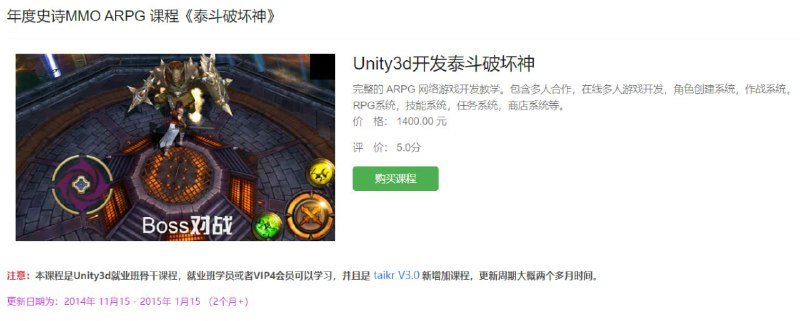 年度史诗MMO ARPG 课程《泰斗破坏神》
Unity3d开发泰斗破坏神
完整的 ARPG 网络游戏开发教学。包含多人合作，在线多人游戏开发，角色创建系统，作战系统，
RPG系统，技能系统，任务系统，商店系统等。
价 格： 1400.00 元
评 价： 5.0分
购买课程
Boss对战
注意：本课程是Unity3d就业班骨干课程，就业班学员或者VIP4会员可以学习，并且是 taikr V3.0 新增加课程，更新周期大概两个多月时间。
更新日期为：2014年 11月15 - 2015年 1月15 （2个月+）